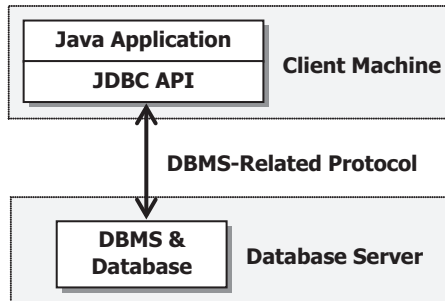 Java Application
JDBC API
Client Machine
DBMS-Related Protocol
DBMS &
Database
Database Server